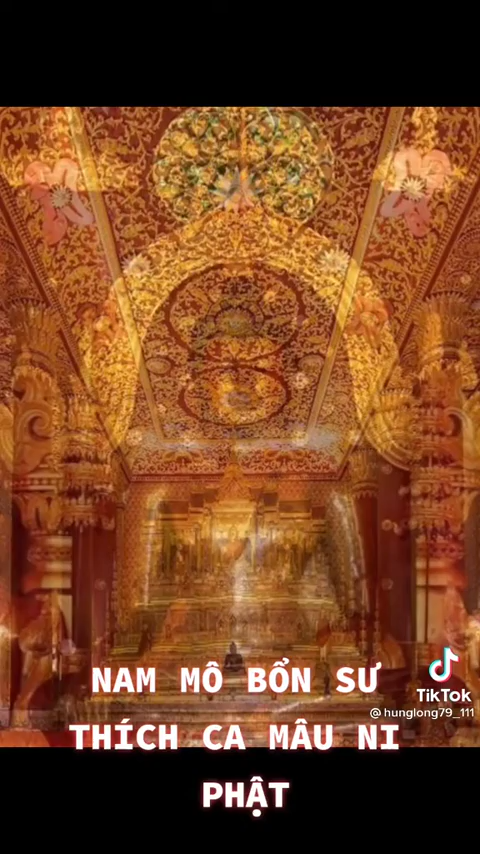 TikTok
@hunglong79_111
NAM MÔ BỔN SƯ
THÍCH CA MÂU NI
PHẬT